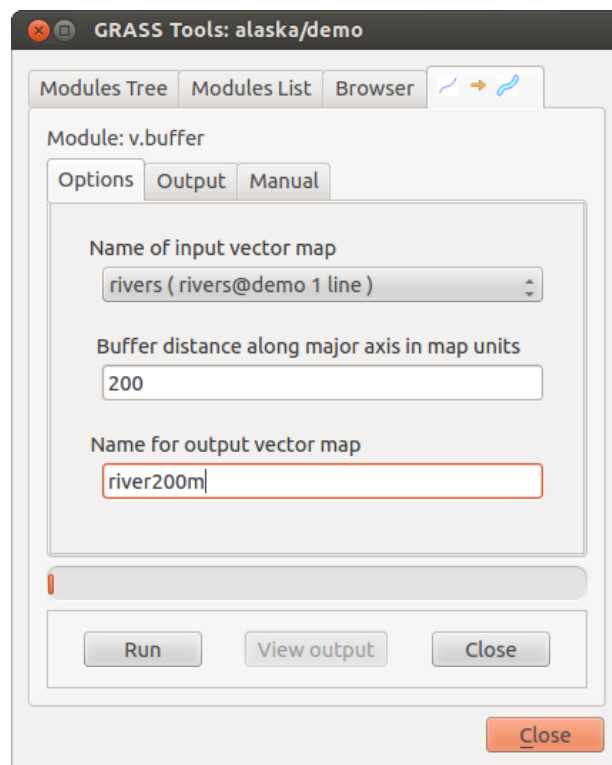 GRASS Tools: alaska/demo
Modules Tree Modules List Browser
Module: v.buffer
Options Output Manual
Name of input vector map
rivers ( rivers@demo 1 line )
Buffer distance along major axis in map units
200
Name for output vector map
river200m
Run View output Close
Close